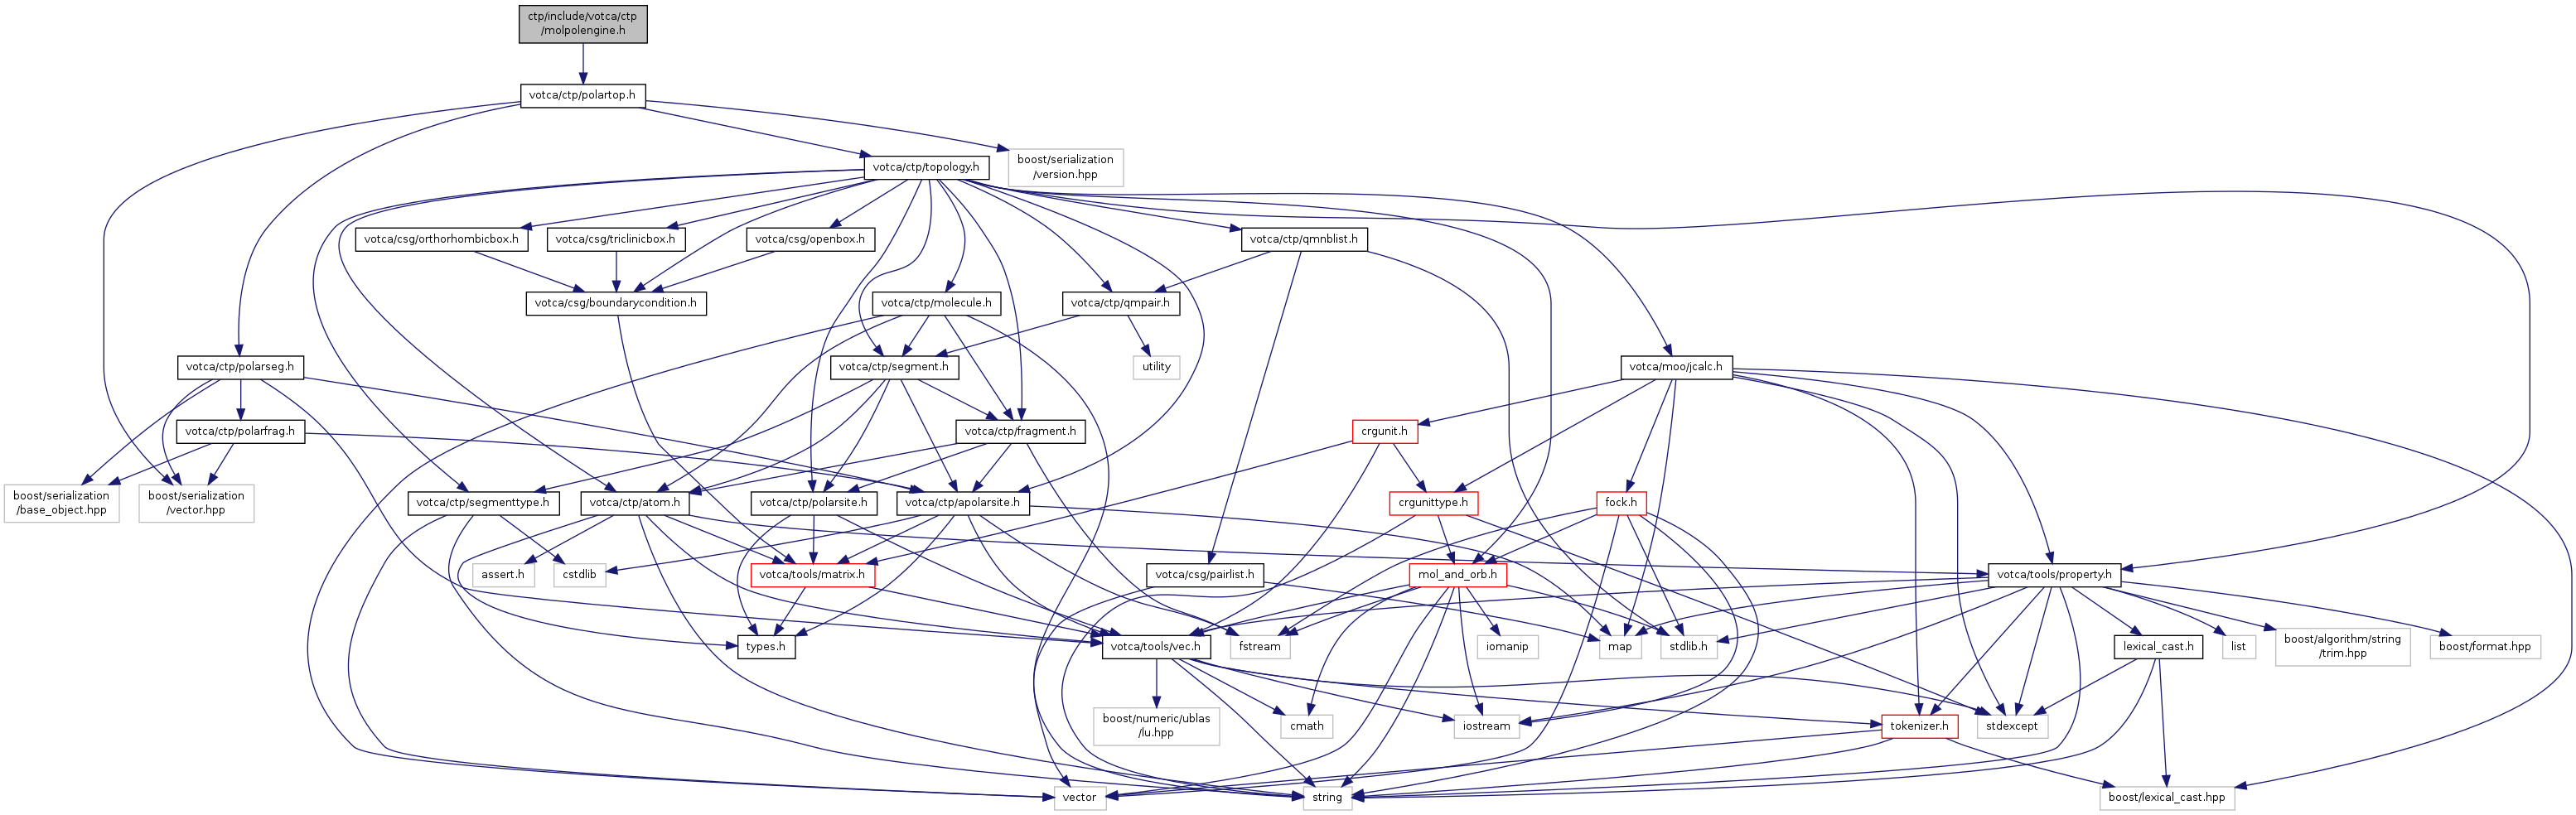 ctp/include/votca/ctp
/molpolengine.h
votca/ctp/polartop.h
votca/ctp/topology.h
boost/serialization
/version.hpp
votca/csg/orthorhombicbox.h
votca/csg/triclinicbox.h
votca/csg/openbox.h
votca/ctp/qmnblist.h
votca/csg/boundarycondition.h
votca/ctp/molecule.h
votca/ctp/qmpair.h
votca/ctp/polarseg.h
votca/ctp/segment.h
utility
votca/moo/jcalc.h
votca/ctp/polarfrag.h
votca/ctp/fragment.h
crgunit.h
boost/serialization
/base_object.hpp
boost/serialization
/vector.hpp
votca/ctp/segmenttype.h
votca/ctp/atom.h
votca/ctp/polarsite.h
votca/ctp/apolarsite.h
crgunittype.h
fock.h
assert.h
cstdlib
votca/tools/matrix.h
votca/csg/pairlist.h
mol_and_orb.h
votca/tools/property.h
types.h
votca/tools/vec.h
fstream
iomanip
map
stdlib.h
lexical_cast.h
list
boost/algorithm/string
/trim.hpp
boost/format.hpp
boost/numeric/ublas
/lu.hpp
cmath
iostream
tokenizer.h
stdexcept
vector
string
boost/lexical_cast.hpp